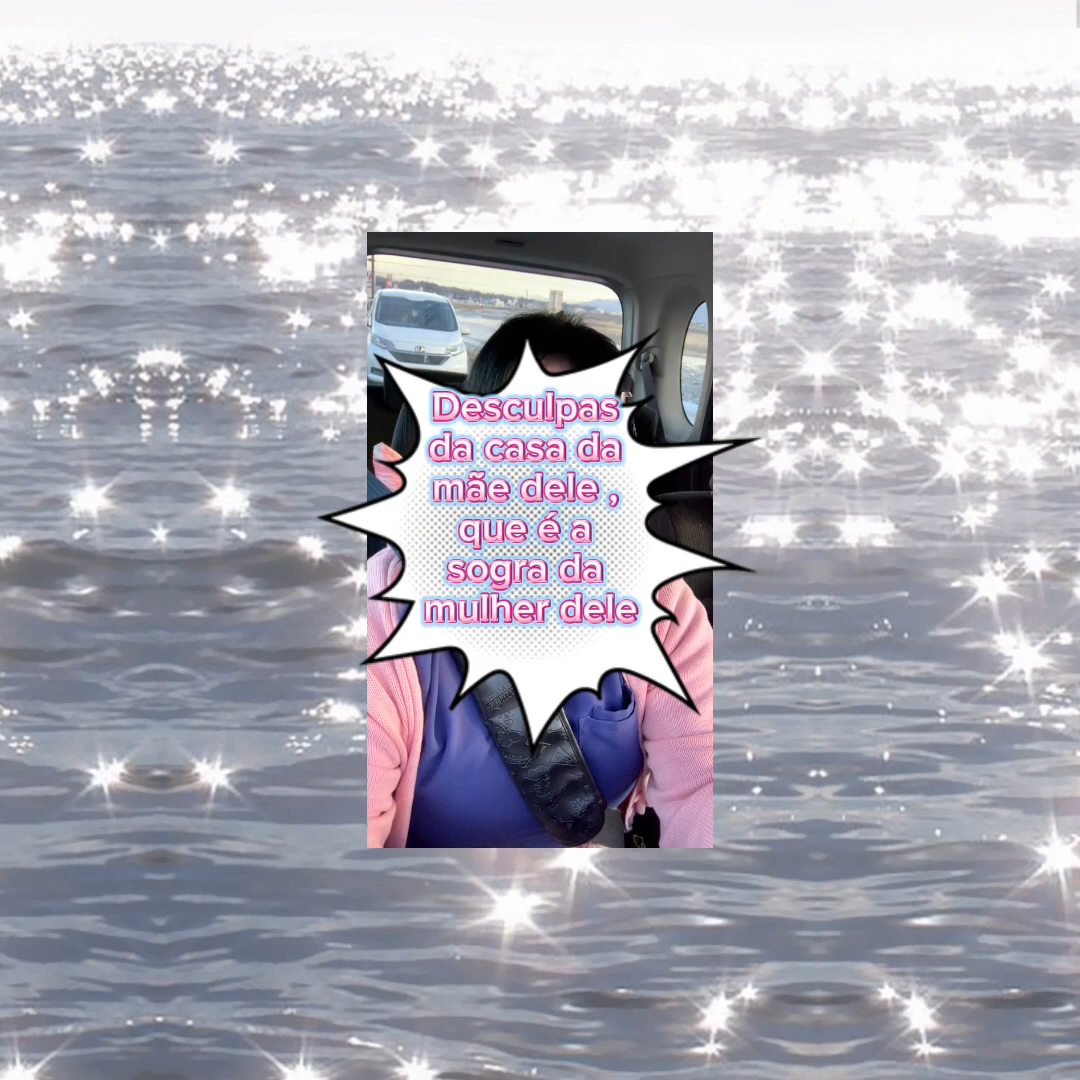 Desculpas
da casa da
mãe dele ,
que é a
sogra da
mulher dele